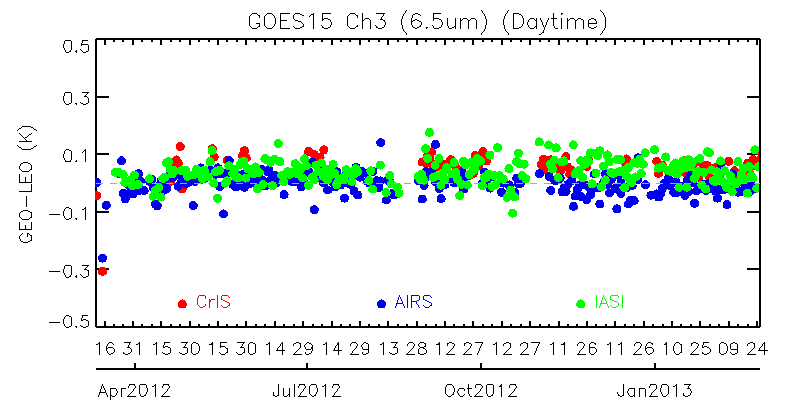 GOES15 Ch3 (6.5um) (Daytime)
0.5
0.3
0.1
-0.1
-0.3
-0.5
GEO-LEO (K)
CrIS AIRS IASI
16 31 15 30 15 30 14 29 14 29 13 28 12 27 12 27 11 26 11 26 10 25 09 24
Apr2012 Jul2012 Oct2012 Jan2013